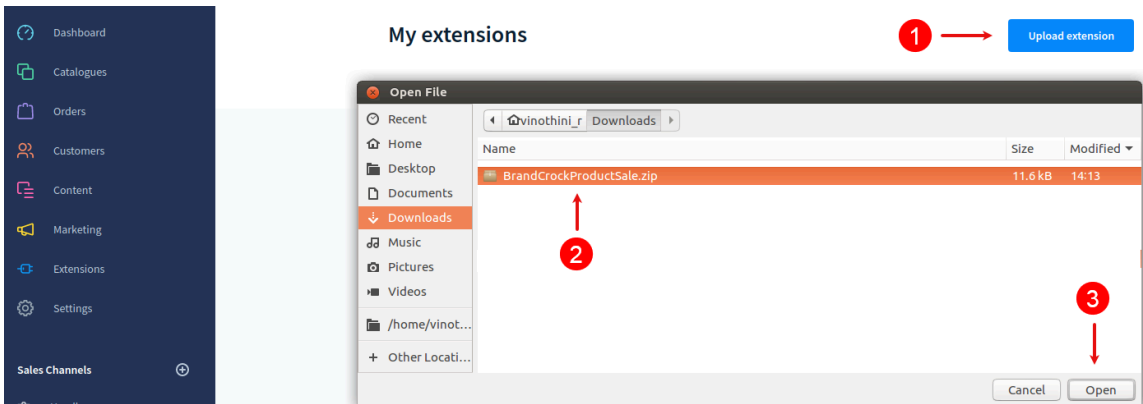 Dashboard
Catalogues
Orders
Customers
Content
Marketing
Extensions
Settings
Sales Channels
My extensions
1
Upload extension
Open File
Recent
Home
Desktop
Documents
Downloads
Music
Pictures
Videos
/home/vinot...
+ Other Locati...
vinothini_r Downloads
Name Size Modified
BrandCrockProductSale.zip 11.6 kB 14:13
2
3
Cancel Open